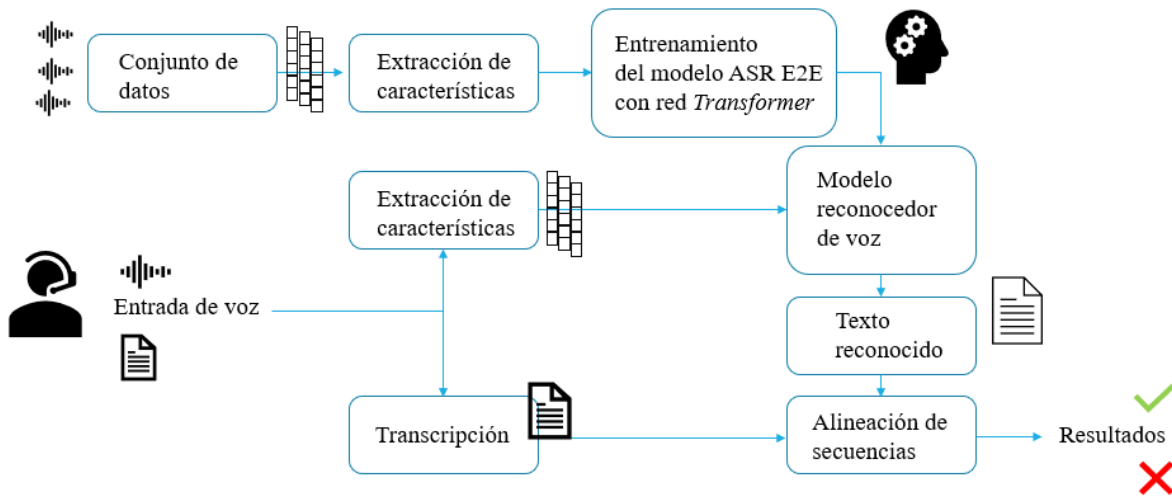 Conjunto de
datos
Extracción de
características
Entrenamiento
del modelo ASR E2E
con red Transformer
Extracción de
características
Modelo
reconocedor
de voz
Entrada de voz
Texto
reconocido
Transcripción
Alineación de
secuencias
Resultados